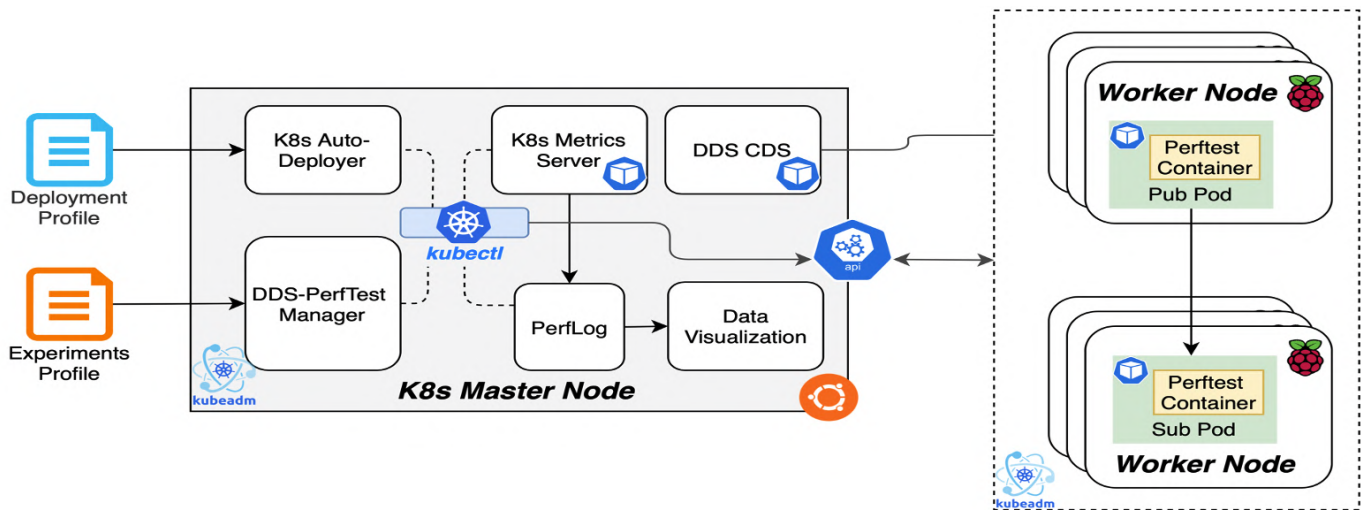 Deployment
Profile
Experiments
Profile
K8s Auto-
Deployer
K8s Metrics
Server
DDS CDS
kubectl
DDS-PerfTest
Manager
PerfLog
Data
Visualization
kubeadm
K8s Master Node
api
Worker Node
Perftest
Container
Pub Pod
Perftest
Container
Sub Pod
Worker Node
kubeadm